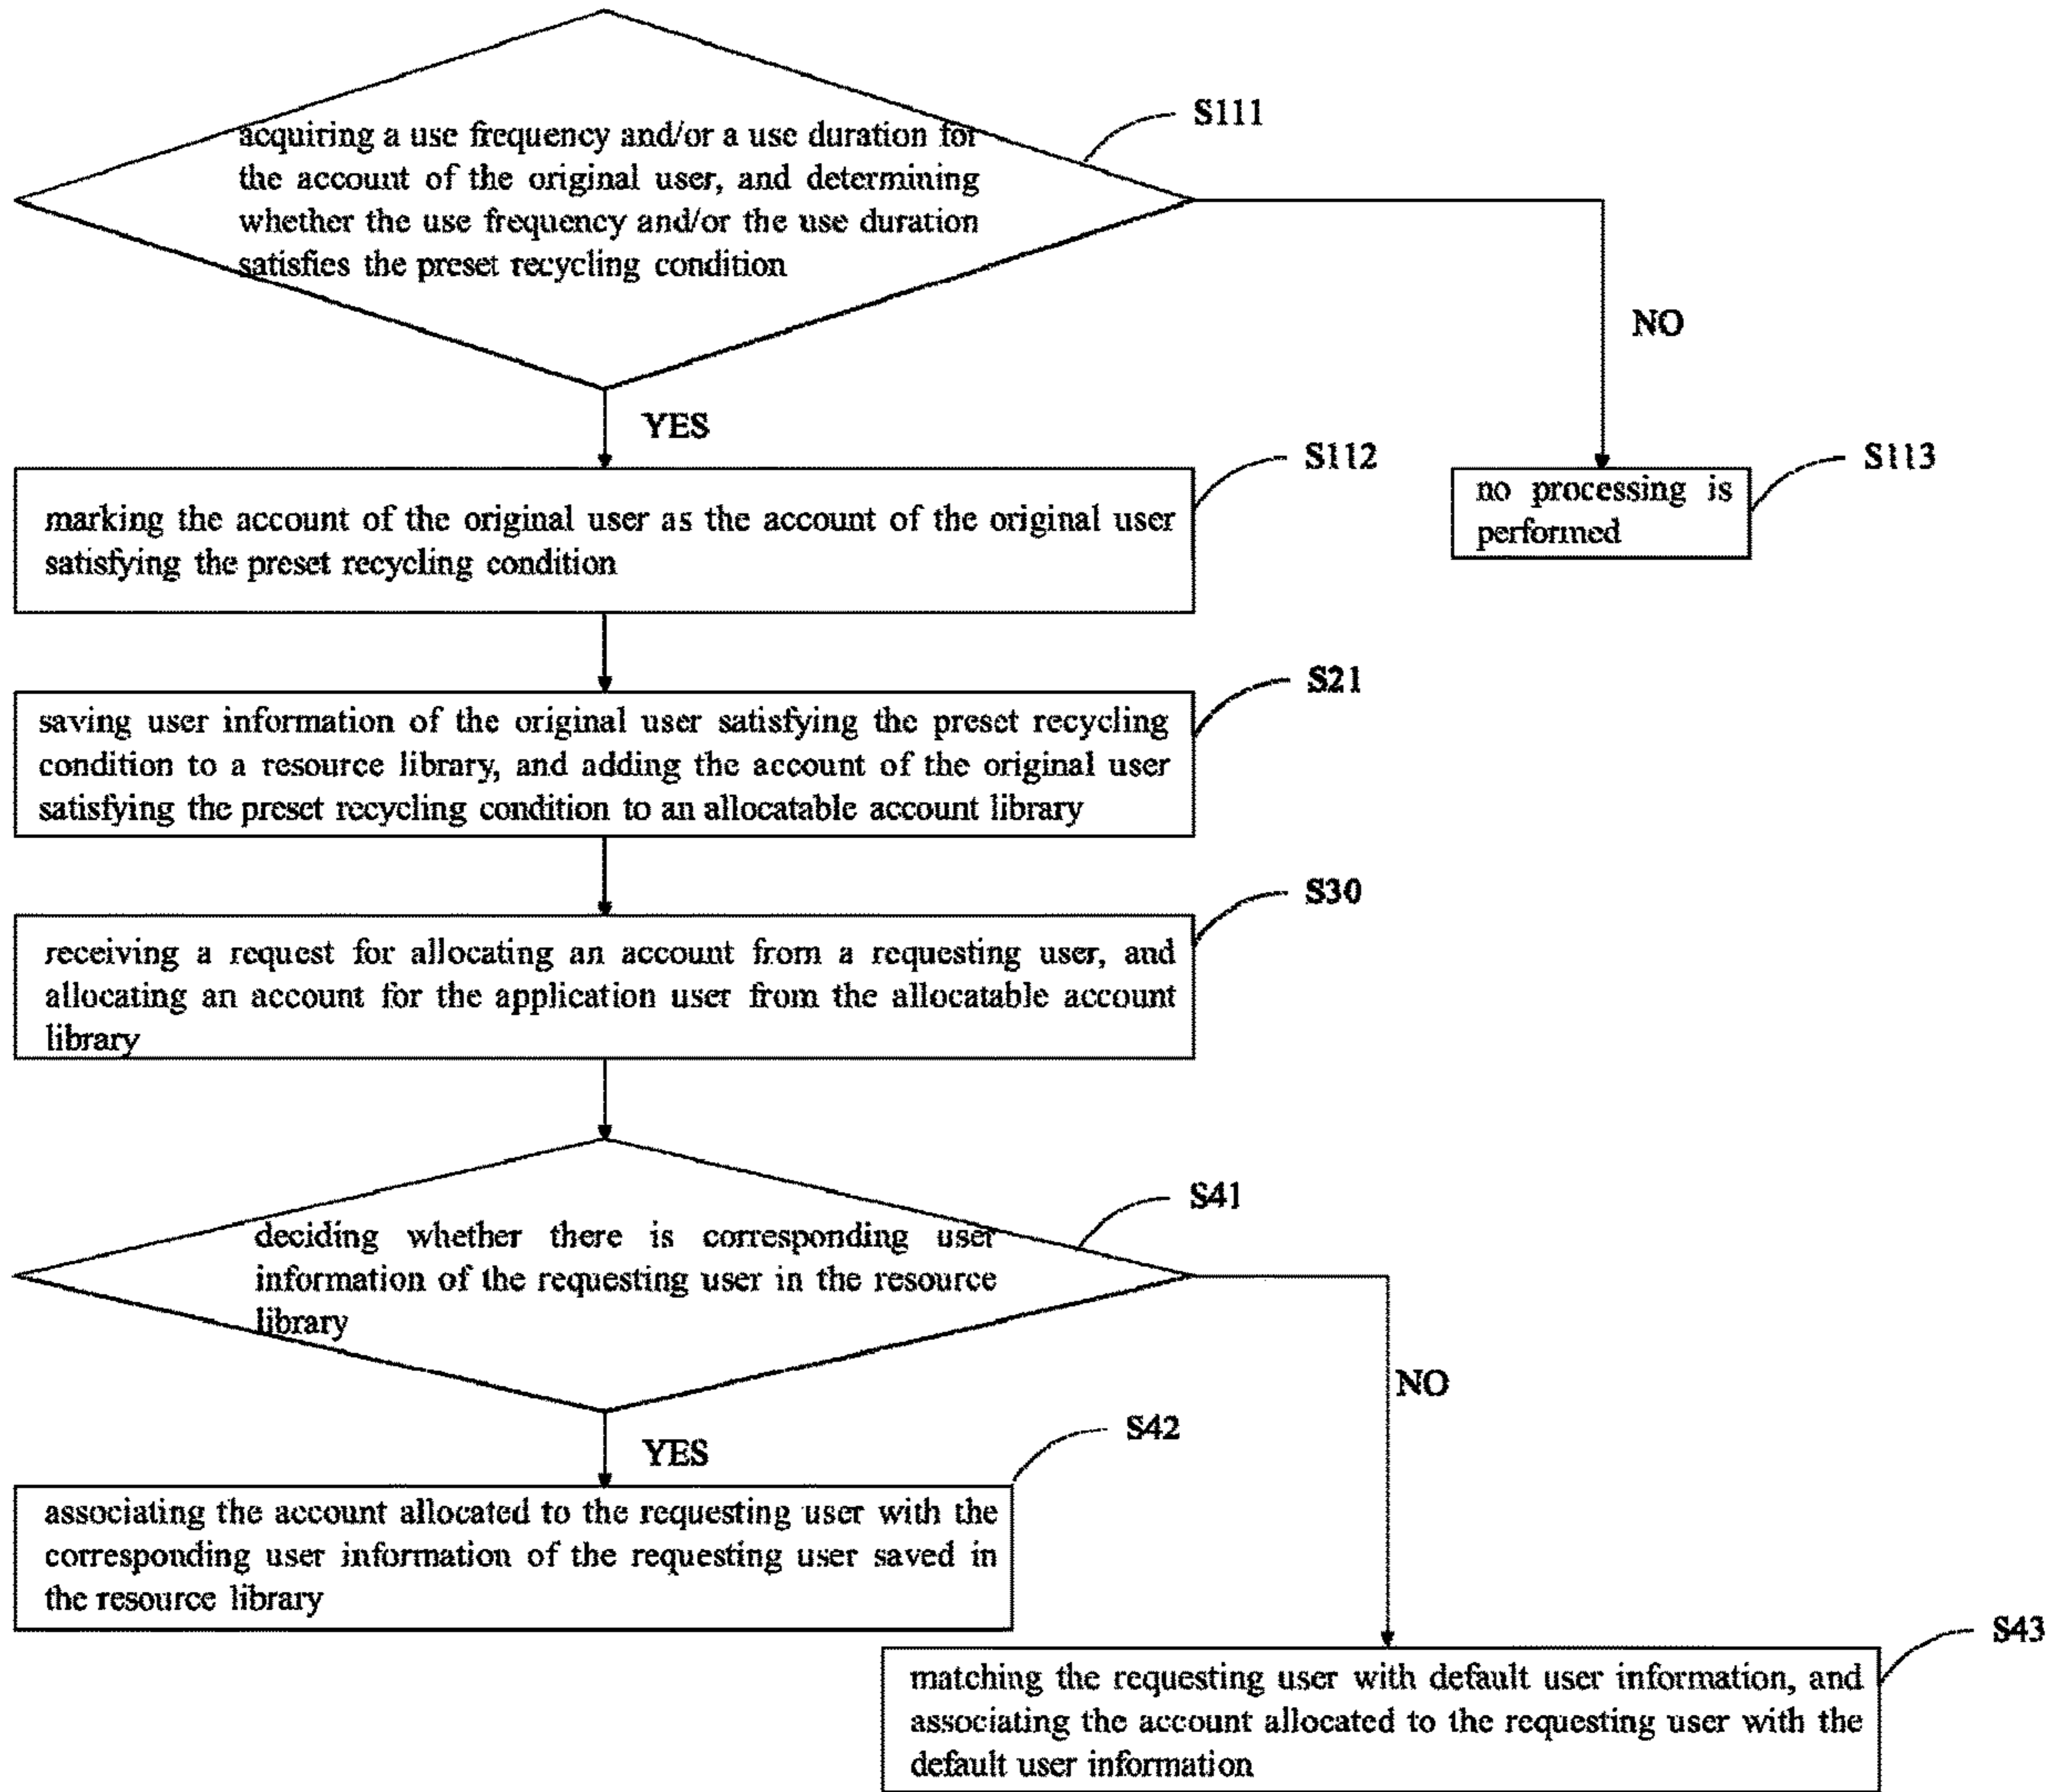 acquiring a use frequency and/or a use duration for
the account of the original user, and determining
whether the use frequency and/or the use duration
satisfies the preset recycling condition
S111
NO
YES
S112
marking the account of the original user as the account of the original user
satisfying the preset recycling condition
S113
no processing is
performed
S21
saving user information of the original user satisfying the preset recycling
condition to a resource library, and adding the account of the original user
satisfying the preset recycling condition to an allocatable account library
S30
receiving a request for allocating an account from a requesting user, and
allocating an account for the application user from the allocatable account
library
S41
deciding whether there is corresponding user
information of the requesting user in the resource
library
NO
YES
S42
associating the account allocated to the requesting user with the
corresponding user information of the requesting user saved in
the resource library
S43
matching the requesting user with default user information, and
associating the account allocated to the requesting user with the
default user information